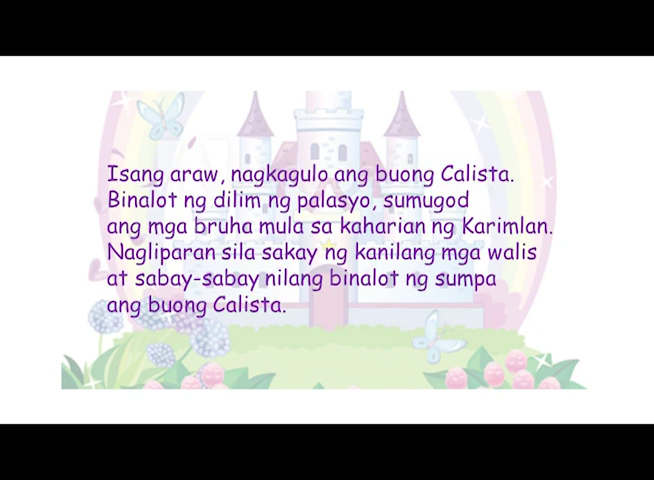 Isang araw, nagkagulo ang buong Calista.
Binalot ng dilim ng palasyo, sumugod
ang mga bruha mula sa kaharian ng Karimlan.
Nagliparan sila sakay ng kanilang mga walis
at sabay-sabay nilang binalot ng sumpa
ang buong Calista.